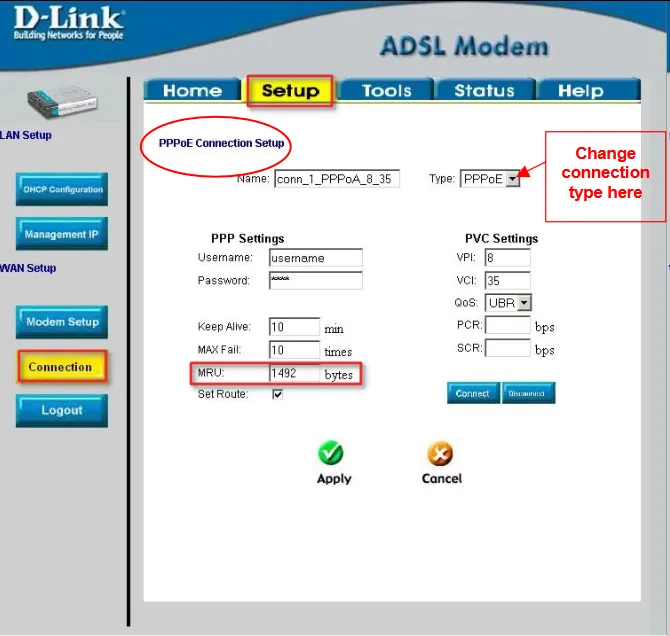 D-Link
Building Networks for People
ADSL Modem
Home Setup Tools Status Help
LAN Setup
DHCP Configuration
Management IP
WAN Setup
Modem Setup
Connection
Logout
PPPoE Connection Setup
Name: conn_1_PPPoA_8_35 Type: PPPoE
Change
connection
type here
PPP Settings
Username: username
Password: ****
Keep Alive: 10 min
MAX Fail: 10 times
MRU: 1492 bytes
Set Route:
PVC Settings
VPI: 8
VCI: 35
QoS: UBR
PCR: bps
SCR: bps
Connect Disconnect
Apply Cancel